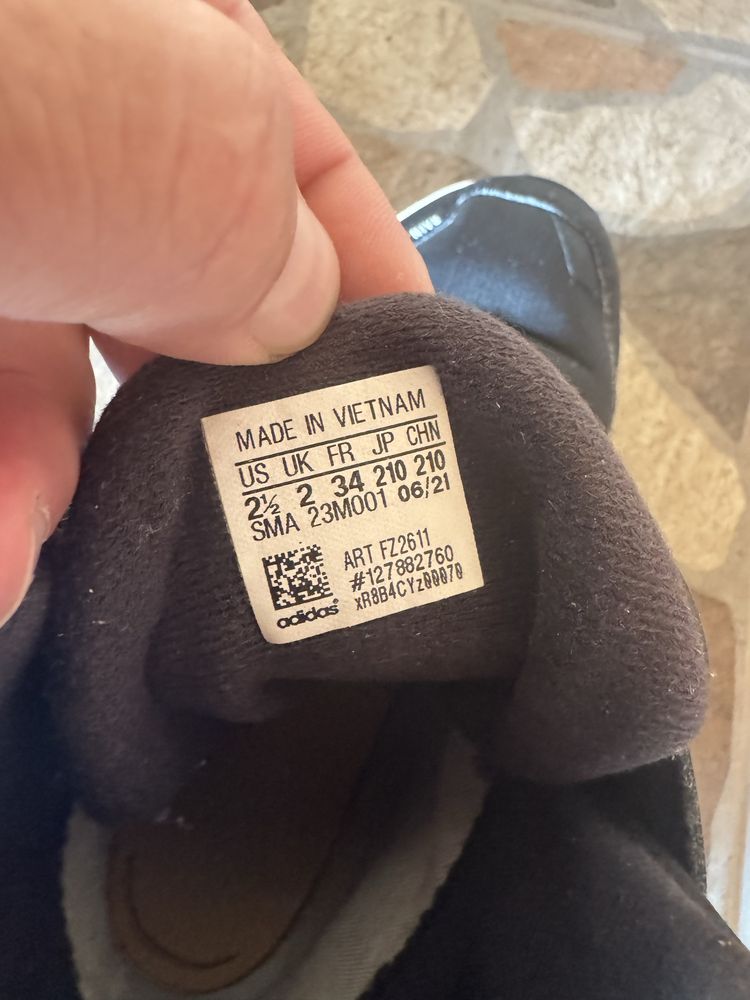 MADE IN VIETNAM
US UK FR JP CHN
2½ 2 34 210 210
SMA 23M001 06/21
ART FZ2611
#127882760
xR8B4CYz00070
adidas